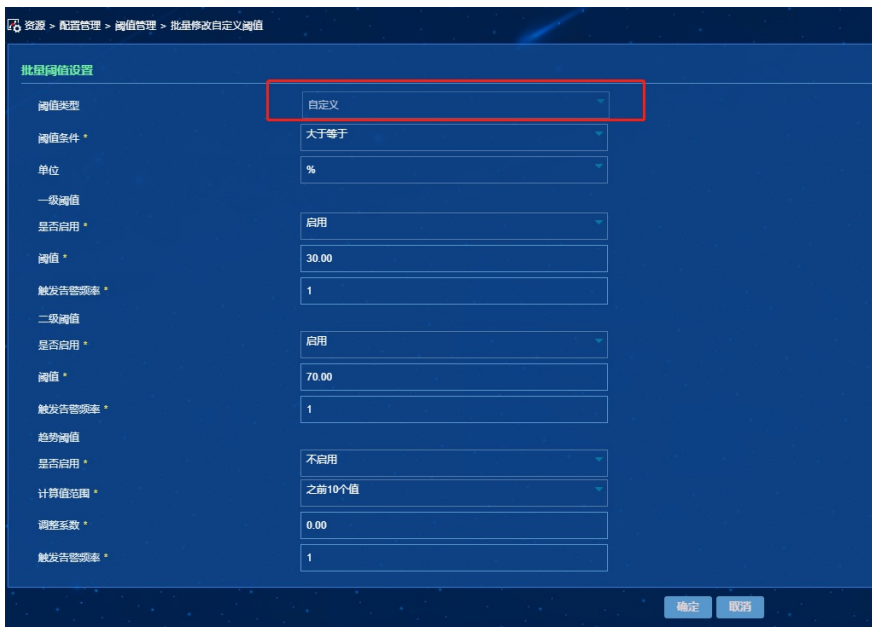 资源 > 配置管理 > 阈值管理 > 批量修改自定义阈值
批量阈值设置
阈值类型 自定义
阈值条件 * 大于等于
单位 %
一级阈值
是否启用 * 启用
阈值 * 30.00
触发告警频率 * 1
二级阈值
是否启用 * 启用
阈值 * 70.00
触发告警频率 * 1
趋势阈值
是否启用 * 不启用
计算值范围 * 之前10个值
调整系数 * 0.00
触发告警频率 * 1
确定 取消